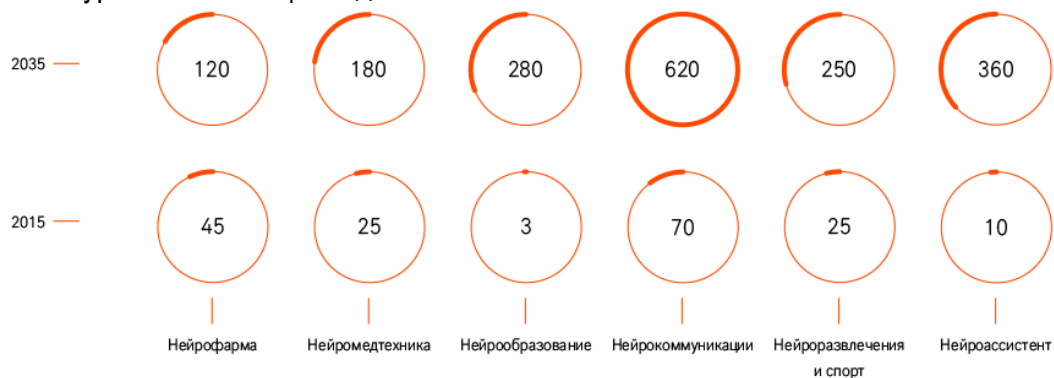 2035
120 180 280 620 250 360
2015
45 25 3 70 25 10
Нейрофарма Нейромедтехника Нейрообразование Нейрокоммуникации Нейроразвлечения Нейроассистент
и спорт